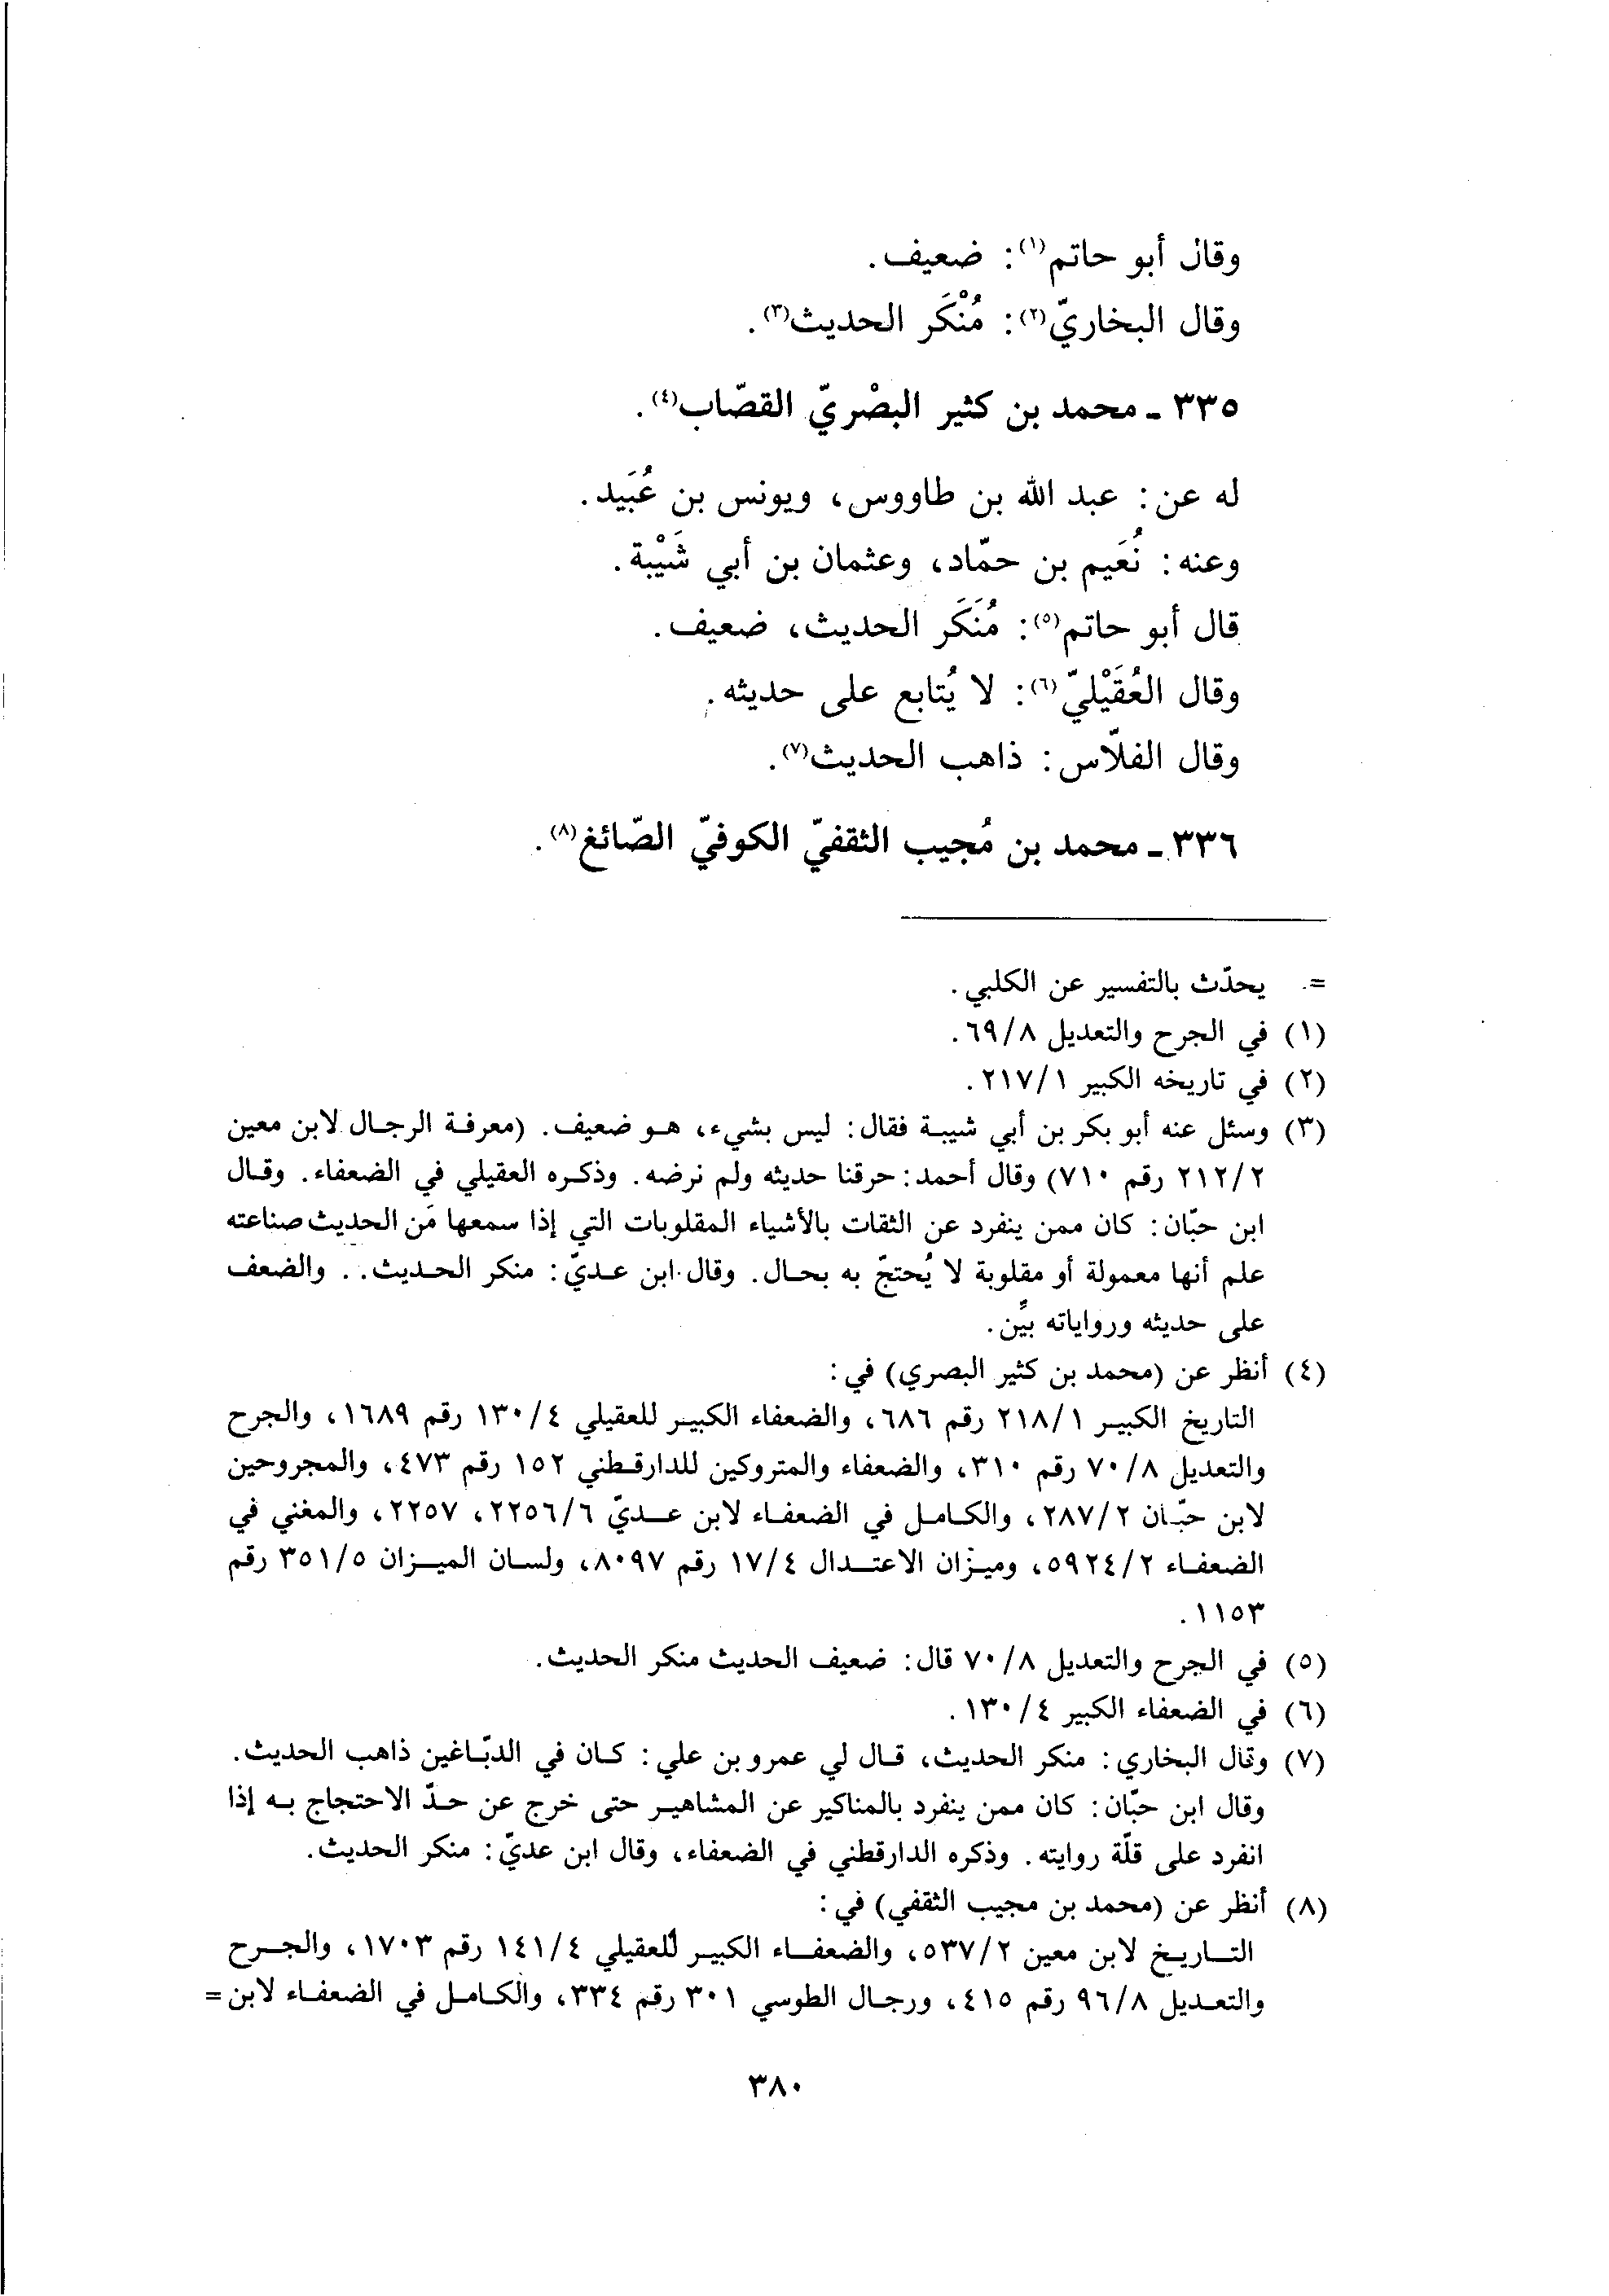 وقال أبو حاتم(١): ضعيف.
وقال البخاريّ(٢): مُنْكَر الحديث(٣).
٣٣٥ ـ محمد بن كثير البصْريّ القصّاب(٤).
له عن: عبد الله بن طاووس، ويونس بن عُبَيد.
وعنه: نُعَيم بن حمّاد، وعثمان بن أبي شَيْبة.
قال أبو حاتم(٥): مُنَكَر الحديث، ضعيف.
وقال العُقَيْليّ(٦): لا يُتابع على حديثه.
وقال الفلّاس: ذاهب الحديث(٧).
٣٣٦ ـ محمد بن مُجيب الثقفيّ الكوفيّ الصّائغ(٨).
= يحدّث بالتفسير عن الكلبي.
(١) في الجرح والتعديل ٦٩/٨.
(٢) في تاريخه الكبير ٢١٧/١.
(٣) وسئل عنه أبو بكر بن أبي شيبة فقال: ليس بشيء، هو ضعيف. (معرفة الرجال لابن معين
٢١٢/٢ رقم ٧١٠) وقال أحمد: حرقنا حديثه ولم نرضه. وذكره العقيلي في الضعفاء. وقال
ابن حبّان: كان ممن ينفرد عن الثقات بالأشياء المقلوبات التي إذا سمعها مَن الحديث صناعته
علم أنها معمولة أو مقلوبة لا يُحتجّ به بحال. وقال ابن عديّ: منكر الحديث.. والضعف
على حديثه ورواياته بيّن.
(٤) أنظر عن (محمد بن كثير البصري) في:
التاريخ الكبير ٢١٨/١ رقم ٦٨٦، والضعفاء الكبير للعقيلي ١٣٠/٤ رقم ١٦٨٩، والجرح
والتعديل ٧٠/٨ رقم ٣١٠، والضعفاء والمتروكين للدارقطني ١٥٢ رقم ٤٧٣، والمجروحين
لابن حبّان ٢٨٧/٢، والكامل في الضعفاء لابن عديّ ٢٢٥٦/٦، ٢٢٥٧، والمغني في
الضعفاء ٥٩٢٤/٢، وميزان الاعتدال ١٧/٤ رقم ٨٠٩٧، ولسان الميزان ٣٥١/٥ رقم
١١٥٣.
(٥) في الجرح والتعديل ٧٠/٨ قال: ضعيف الحديث منكر الحديث.
(٦) في الضعفاء الكبير ١٣٠/٤.
(٧) وقال البخاري: منكر الحديث، قال لي عمرو بن علي: كان في الدبّاغين ذاهب الحديث.
وقال ابن حبّان: كان ممن ينفرد بالمناكير عن المشاهير حتى خرج عن حدّ الاحتجاج به إذا
انفرد على قلّة روايته. وذكره الدارقطني في الضعفاء، وقال ابن عديّ: منكر الحديث.
(٨) أنظر عن (محمد بن مجيب الثقفي) في:
التاريخ لابن معين ٥٣٧/٢، والضعفاء الكبير للعقيلي ١٤١/٤ رقم ١٧٠٣، والجرح
والتعديل ٩٦/٨ رقم ٤١٥، ورجال الطوسي ٣٠١ رقم ٣٣٤، والكامل في الضعفاء لابن =
٣٨٠